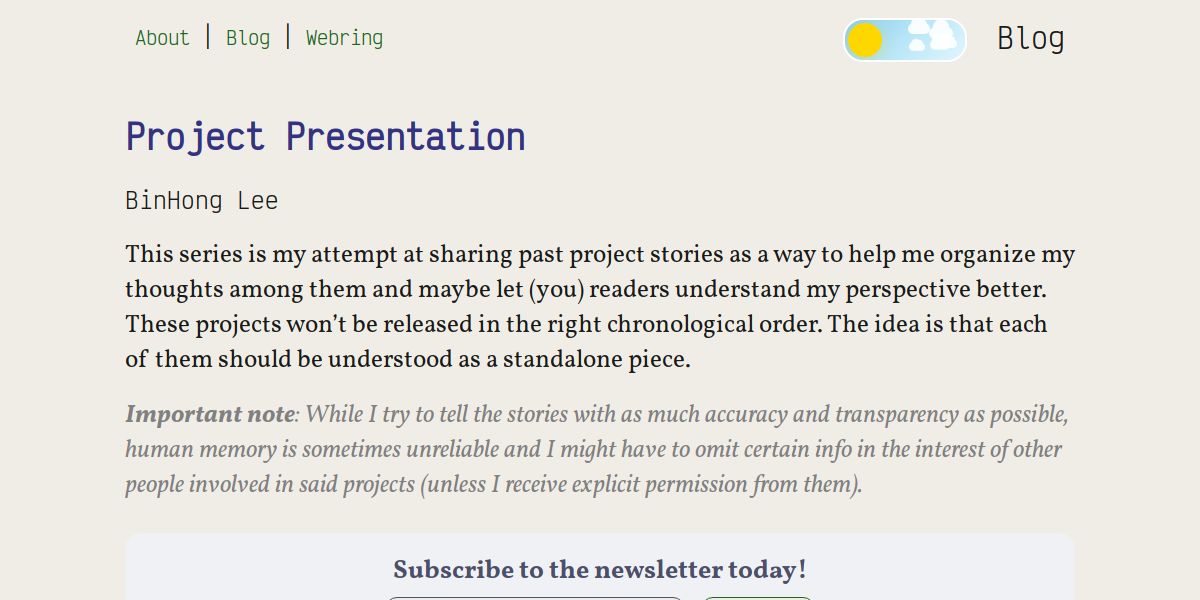 About | Blog | Webring
Blog
Project Presentation
BinHong Lee
This series is my attempt at sharing past project stories as a way to help me organize my
thoughts among them and maybe let (you) readers understand my perspective better.
These projects won’t be released in the right chronological order. The idea is that each
of them should be understood as a standalone piece.
Important note: While I try to tell the stories with as much accuracy and transparency as possible,
human memory is sometimes unreliable and I might have to omit certain info in the interest of other
people involved in said projects (unless I receive explicit permission from them).
Subscribe to the newsletter today!